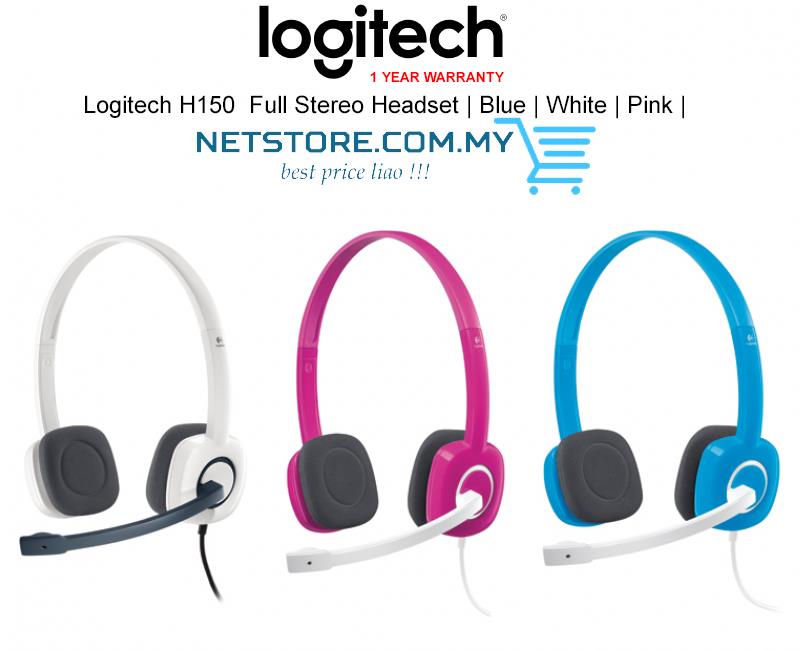 logitech®
1 YEAR WARRANTY
Logitech H150  Full Stereo Headset | Blue | White | Pink |
NETSTORE.COM.MY
best price liao !!!